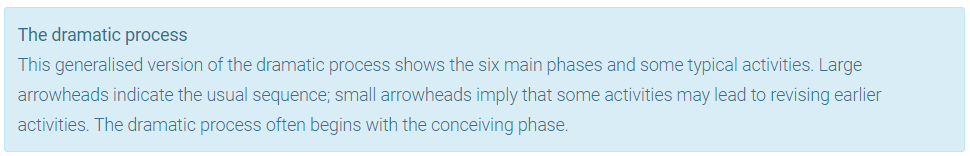 The dramatic process
This generalised version of the dramatic process shows the six main phases and some typical activities. Large
arrowheads indicate the usual sequence; small arrowheads imply that some activities may lead to revising earlier
activities. The dramatic process often begins with the conceiving phase.